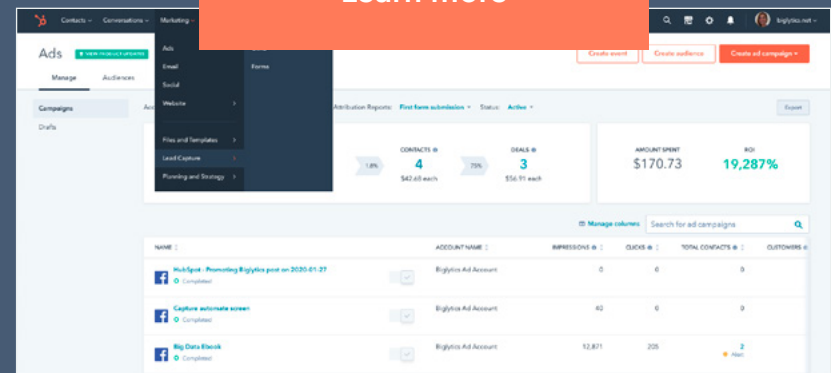 Learn more
Contacts Conversations Marketing
biglytics.net
Ads VIEW PRODUCT UPDATES
Create event Create audience Create ad campaign
Manage Audiences
Ads
Email Forms
Social
Website
Files and Templates
Lead Capture
Planning and Strategy
Campaigns
Drafts
Attribution Reports: First form submission Status: Active
Export
CONTACTS DEALS AMOUNT SPENT ROI
1.8% 4 75% 3 $170.73 19,287%
$42.68 each $56.91 each
Manage columns Search for ad campaigns
NAME ACCOUNT NAME IMPRESSIONS CLICKS TOTAL CONTACTS CUSTOMERS
HubSpot - Promoting Biglytics post on 2020-01-27 Biglytics Ad Account 0 0 0
Completed
Capture automate screen Biglytics Ad Account 40 0 0
Completed
Big Data Ebook Biglytics Ad Account 12,871 205 2
Completed Alert